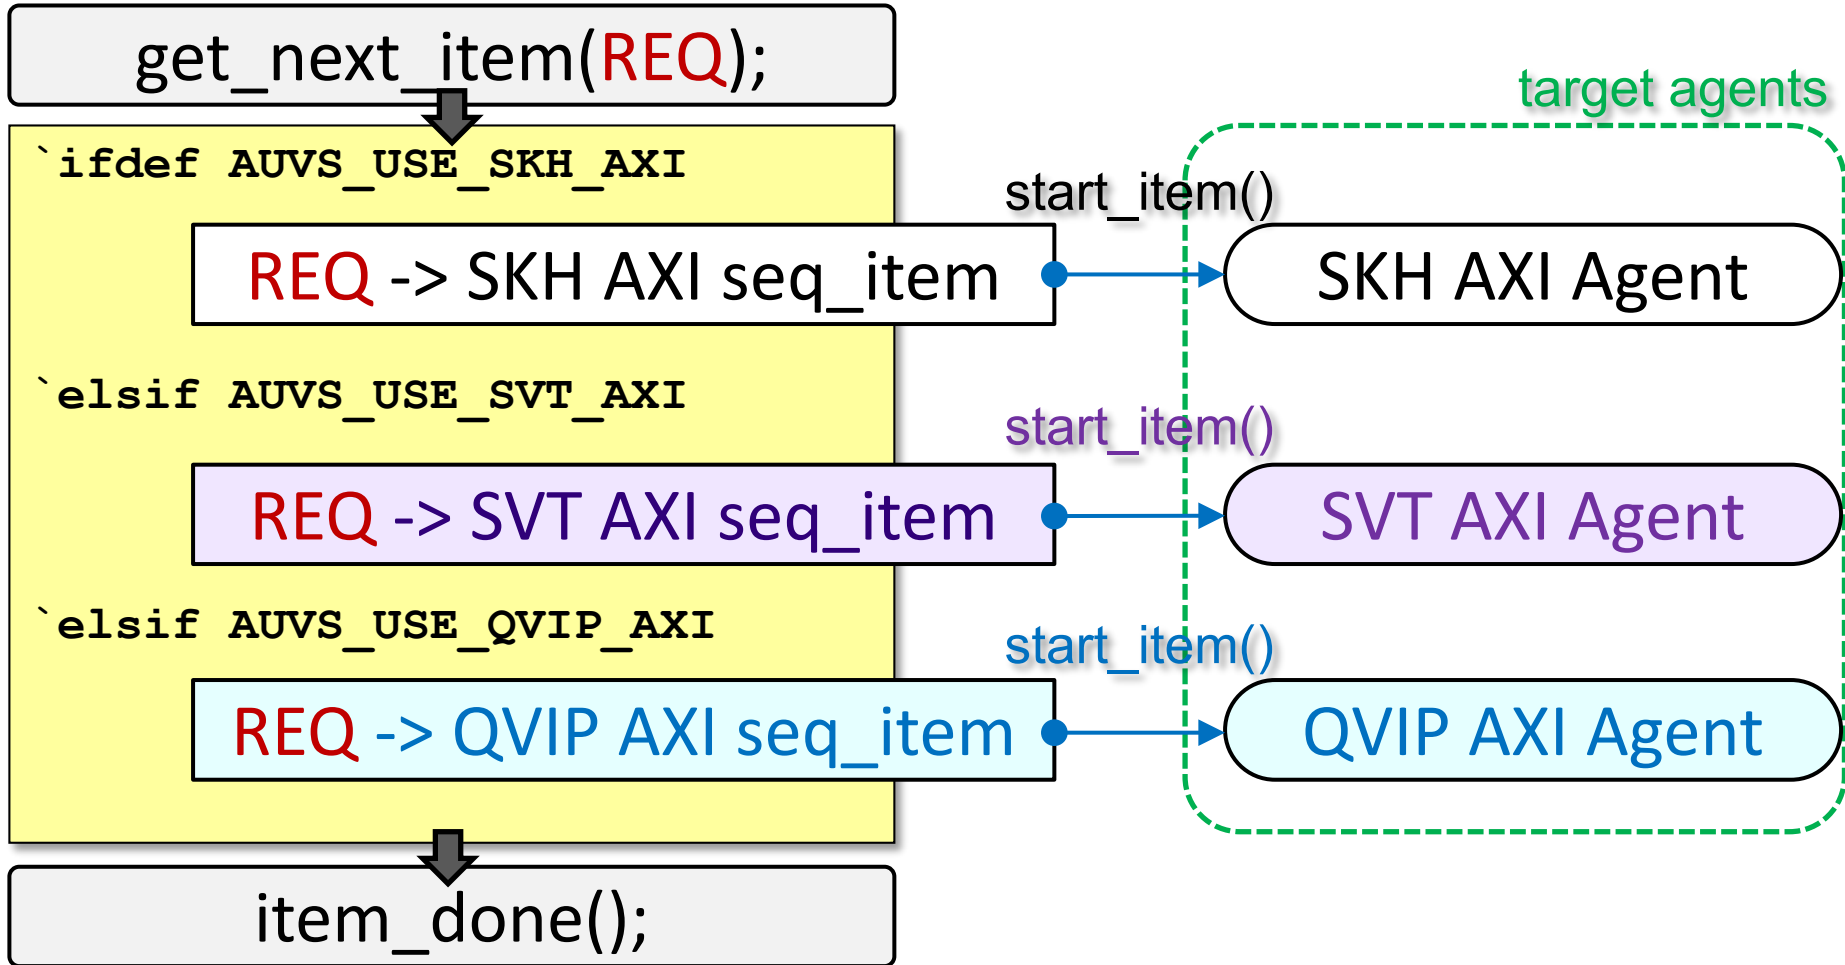 get_next_item(REQ);
target agents
`ifdef AUVS_USE_SKH_AXI
start_item()
REQ -> SKH AXI seq_item
SKH AXI Agent
`elsif AUVS_USE_SVT_AXI
start_item()
REQ -> SVT AXI seq_item
SVT AXI Agent
`elsif AUVS_USE_QVIP_AXI
start_item()
REQ -> QVIP AXI seq_item
QVIP AXI Agent
item_done();